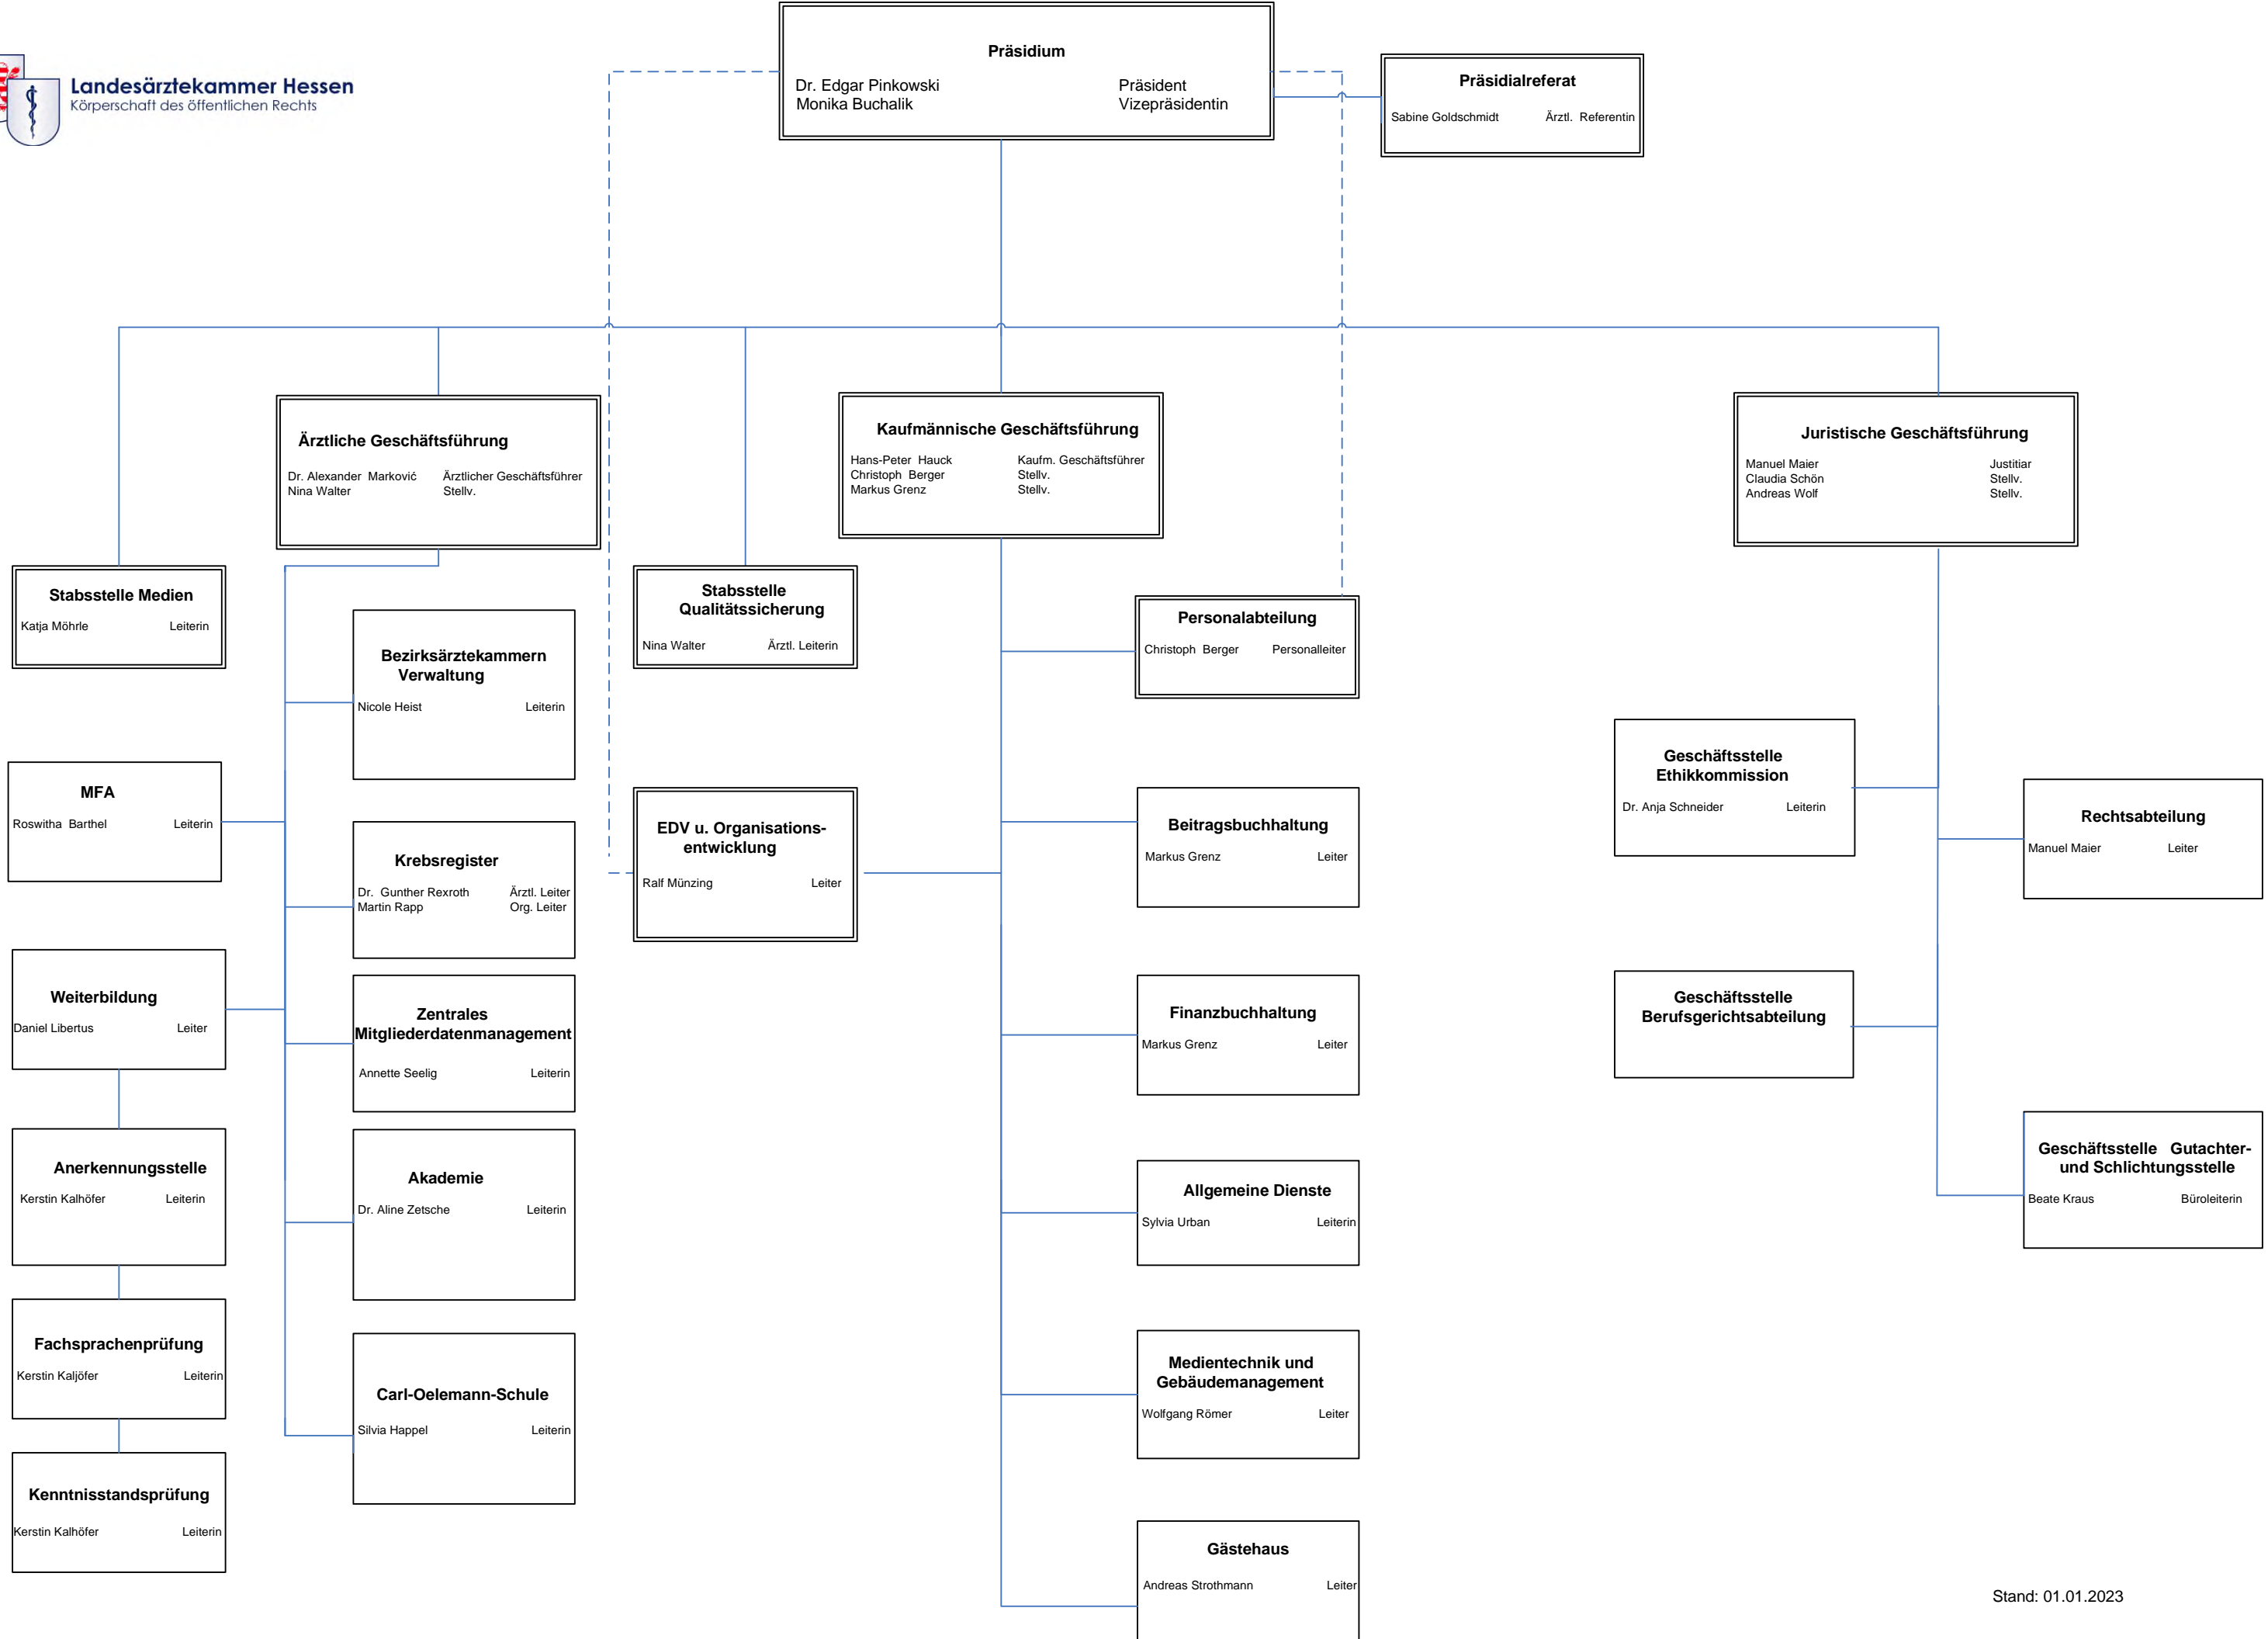 Landesärztekammer Hessen
Körperschaft des öffentlichen Rechts
Präsidium
Dr. Edgar Pinkowski Präsident
Monika Buchalik Vizepräsidentin
Präsidialreferat
Sabine Goldschmidt Ärztl. Referentin
Ärztliche Geschäftsführung
Dr. Alexander Marković Ärztlicher Geschäftsführer
Nina Walter Stellv.
Kaufmännische Geschäftsführung
Hans-Peter Hauck Kaufm. Geschäftsführer
Christoph Berger Stellv.
Markus Grenz Stellv.
Juristische Geschäftsführung
Manuel Maier Justitiar
Claudia Schön Stellv.
Andreas Wolf Stellv.
Stabsstelle Medien
Katja Möhrle Leiterin
Stabsstelle
Qualitätssicherung
Nina Walter Ärztl. Leiterin
Personalabteilung
Christoph Berger Personalleiter
Bezirksärztekammern
Verwaltung
Nicole Heist Leiterin
MFA
Roswitha Barthel Leiterin
Krebsregister
Dr. Gunther Rexroth Ärztl. Leiter
Martin Rapp Org. Leiter
EDV u. Organisations-
entwicklung
Ralf Münzing Leiter
Beitragsbuchhaltung
Markus Grenz Leiter
Geschäftsstelle
Ethikkommission
Dr. Anja Schneider Leiterin
Rechtsabteilung
Manuel Maier Leiter
Weiterbildung
Daniel Libertus Leiter
Zentrales
Mitgliederdatenmanagement
Annette Seelig Leiterin
Finanzbuchhaltung
Markus Grenz Leiter
Geschäftsstelle
Berufsgerichtsabteilung
Anerkennungsstelle
Kerstin Kalhöfer Leiterin
Akademie
Dr. Aline Zetsche Leiterin
Allgemeine Dienste
Sylvia Urban Leiterin
Geschäftsstelle Gutachter-
und Schlichtungsstelle
Beate Kraus Büroleiterin
Fachsprachenprüfung
Kerstin Kaljöfer Leiterin
Carl-Oelemann-Schule
Silvia Happel Leiterin
Medientechnik und
Gebäudemanagement
Wolfgang Römer Leiter
Kenntnisstandsprüfung
Kerstin Kalhöfer Leiterin
Gästehaus
Andreas Strothmann Leiter
Stand: 01.01.2023